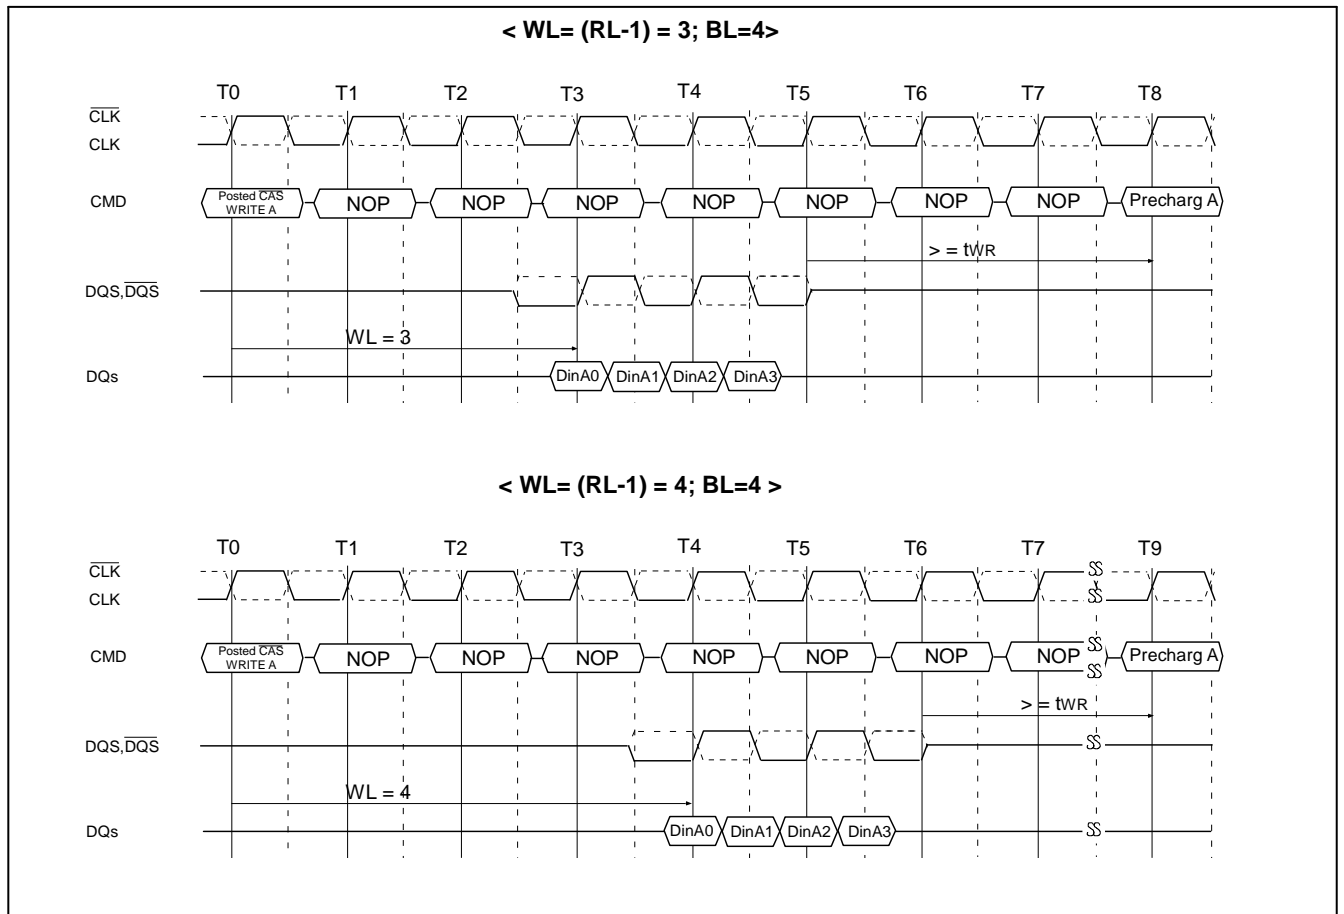 < WL= (RL-1) = 3; BL=4>
T0 T1 T2 T3 T4 T5 T6 T7 T8
CLK
CLK
CMD
Posted CAS
WRITE A
NOP NOP NOP NOP NOP NOP NOP Precharg A
> = tWR
DQS,DQS
WL = 3
DQs
DinA0 DinA1 DinA2 DinA3
< WL= (RL-1) = 4; BL=4 >
T0 T1 T2 T3 T4 T5 T6 T7 T9
CLK
CLK
CMD
Posted CAS
WRITE A
NOP NOP NOP NOP NOP NOP NOP Precharg A
> = tWR
DQS,DQS
WL = 4
DQs
DinA0 DinA1 DinA2 DinA3